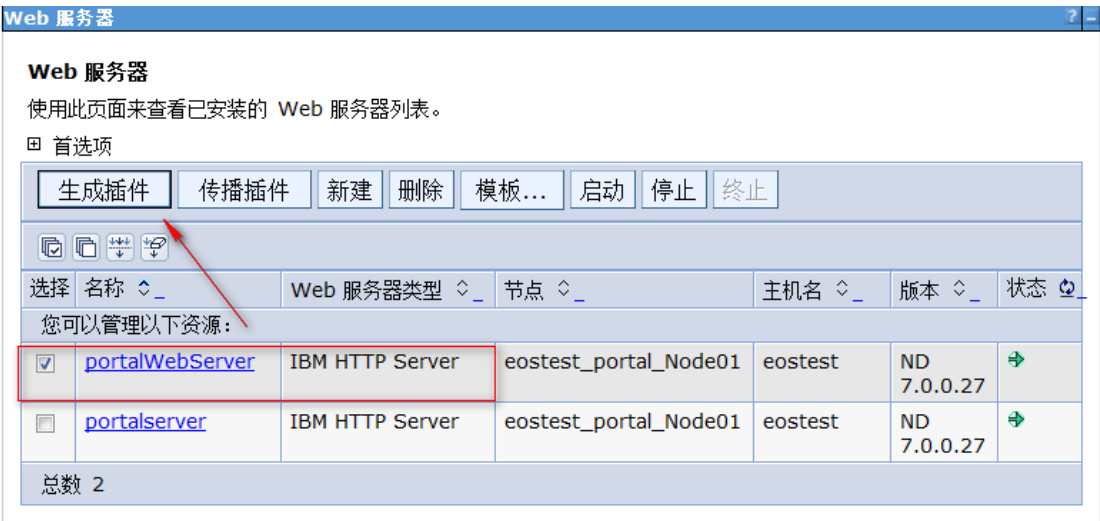 Web 服务器
Web 服务器
使用此页面来查看已安装的 Web 服务器列表。
首选项
生成插件 传播插件 新建 删除 模板... 启动 停止 终止
选择 名称 Web 服务器类型 节点 主机名 版本 状态
您可以管理以下资源:
portalWebServer IBM HTTP Server eostest_portal_Node01 eostest ND 7.0.0.27
portalserver IBM HTTP Server eostest_portal_Node01 eostest ND 7.0.0.27
总数 2